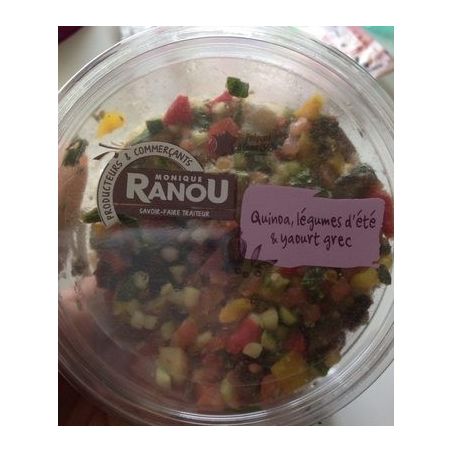 PRODUCTEURS & COMMERÇANTS
MONIQUE
RANOU
SAVOIR-FAIRE TRAITEUR
Quinoa, légumes d'été
& yaourt grec